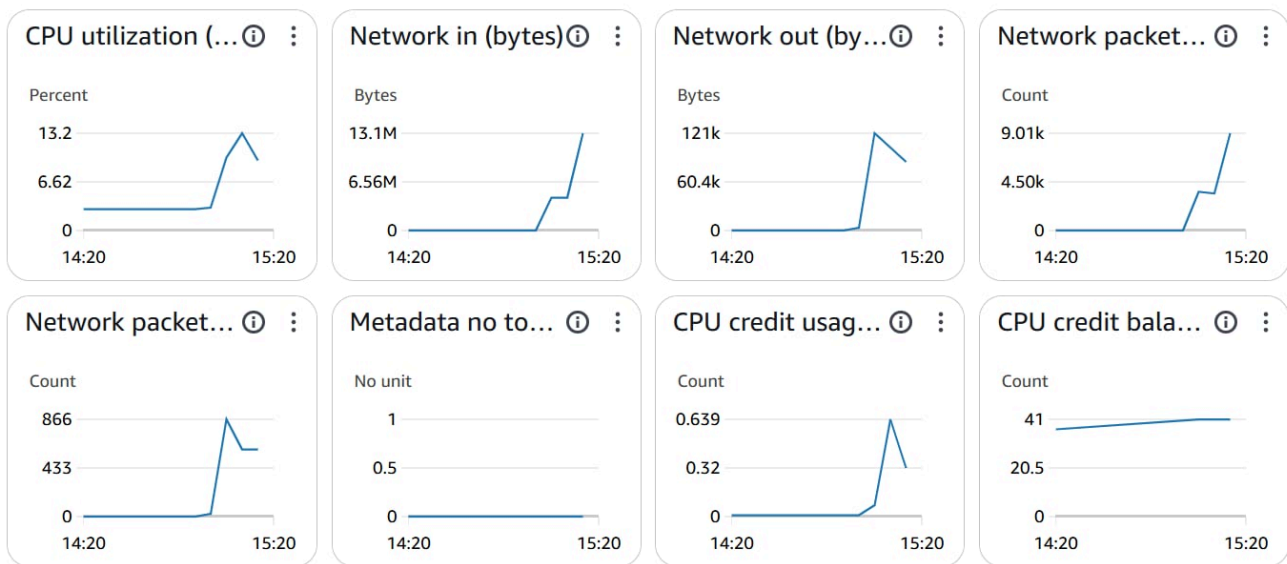 CPU utilization (...
Percent
13.2
6.62
0
14:20 15:20
Network in (bytes)
Bytes
13.1M
6.56M
0
14:20 15:20
Network out (by...
Bytes
121k
60.4k
0
14:20 15:20
Network packet...
Count
9.01k
4.50k
0
14:20 15:20
Network packet...
Count
866
433
0
14:20 15:20
Metadata no to...
No unit
1
0.5
0
14:20 15:20
CPU credit usag...
Count
0.639
0.32
0
14:20 15:20
CPU credit bala...
Count
41
20.5
0
14:20 15:20